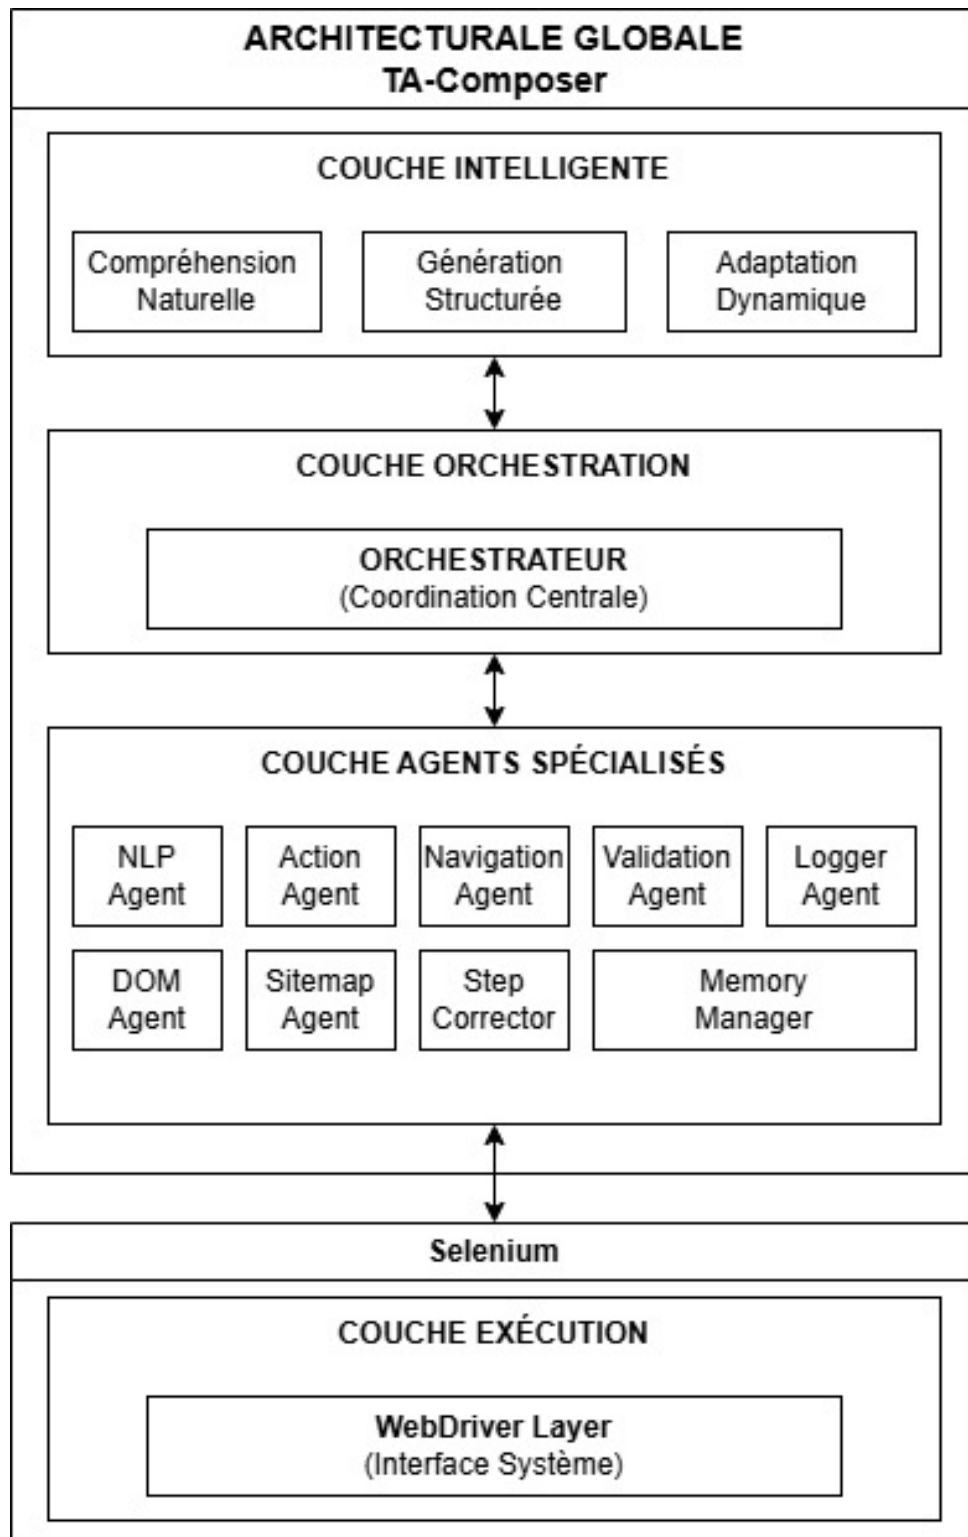 ARCHITECTURALE GLOBALE
TA-Composer
COUCHE INTELLIGENTE
Compréhension
Naturelle
Génération
Structurée
Adaptation
Dynamique
COUCHE ORCHESTRATION
ORCHESTRATEUR
(Coordination Centrale)
COUCHE AGENTS SPÉCIALISÉS
NLP
Agent
Action
Agent
Navigation
Agent
Validation
Agent
Logger
Agent
DOM
Agent
Sitemap
Agent
Step
Corrector
Memory
Manager
Selenium
COUCHE EXÉCUTION
WebDriver Layer
(Interface Système)